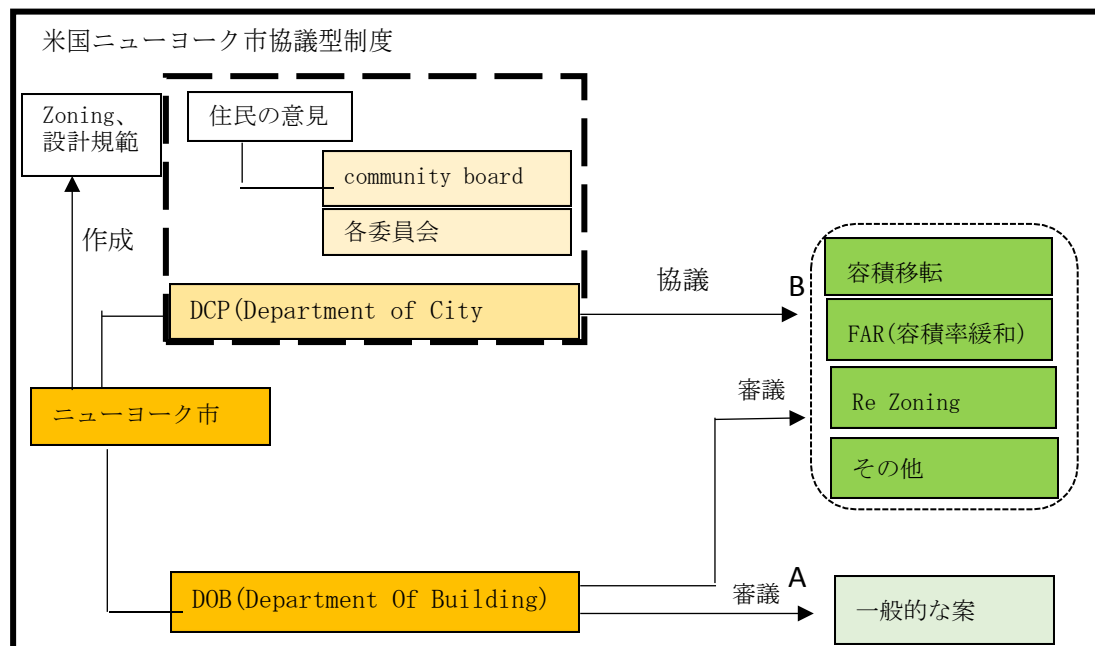 米国ニューヨーク市協議型制度
Zoning、
設計規範
住民の意見
community board
各委員会
作成
協議
B
容積移転
DCP(Department of City
FAR(容積率緩和)
審議
Re Zoning
ニューヨーク市
その他
DOB(Department Of Building)
審議
A
一般的な案